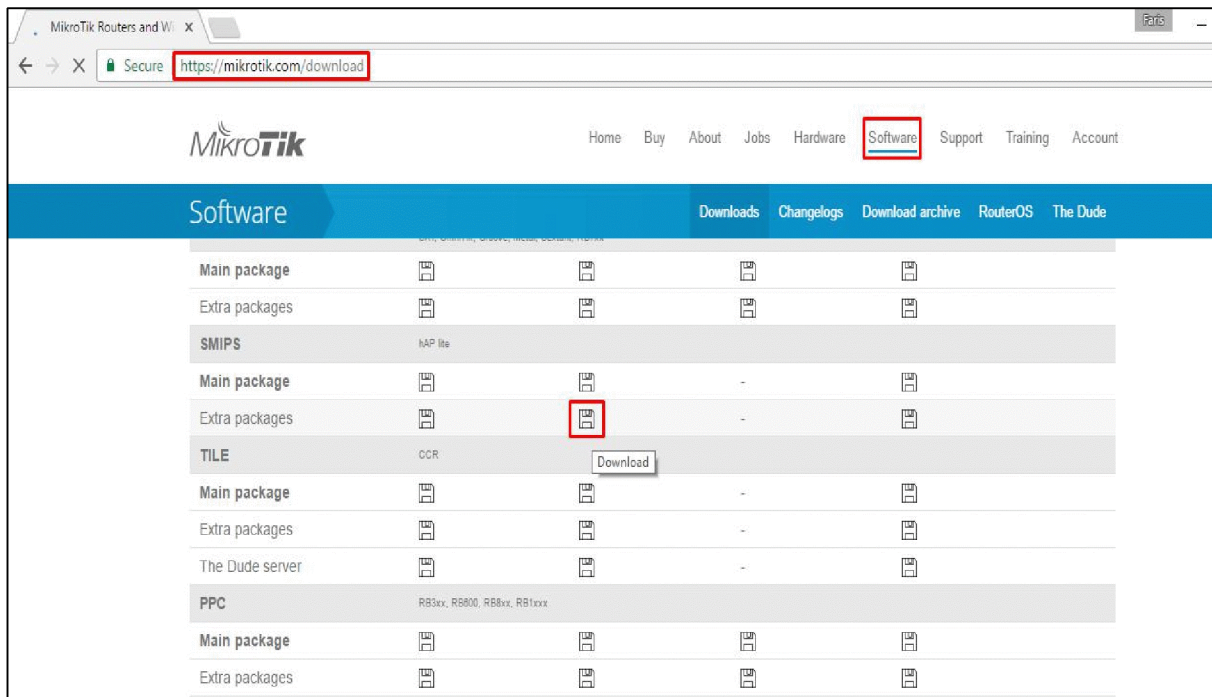 MikroTik Routers and Wi
Faris
Secure https://mikrotik.com/download
MikroTik Home Buy About Jobs Hardware Software Support Training Account
Software Downloads Changelogs Download archive RouterOS The Dude
Main package
Extra packages
SMIPS hAP lite
Main package -
Extra packages -
TILE CCR
Download
Main package -
Extra packages -
The Dude server -
PPC RB3xx, RB600, RB8xx, RB1xxx
Main package
Extra packages